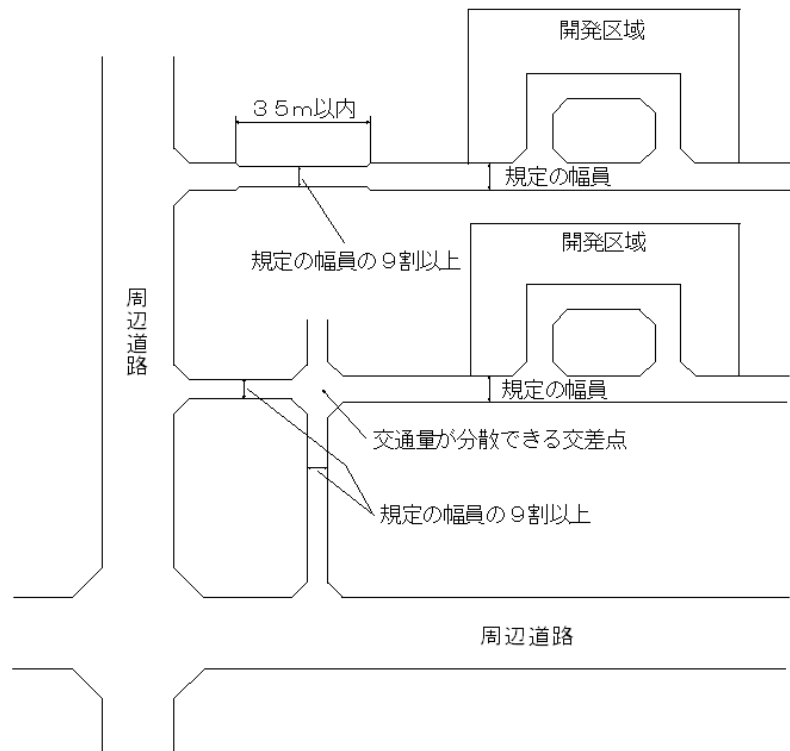 開発区域
３５ｍ以内
規定の幅員
規定の幅員の９割以上
開発区域
周辺道路
規定の幅員
交通量が分散できる交差点
規定の幅員の９割以上
周辺道路